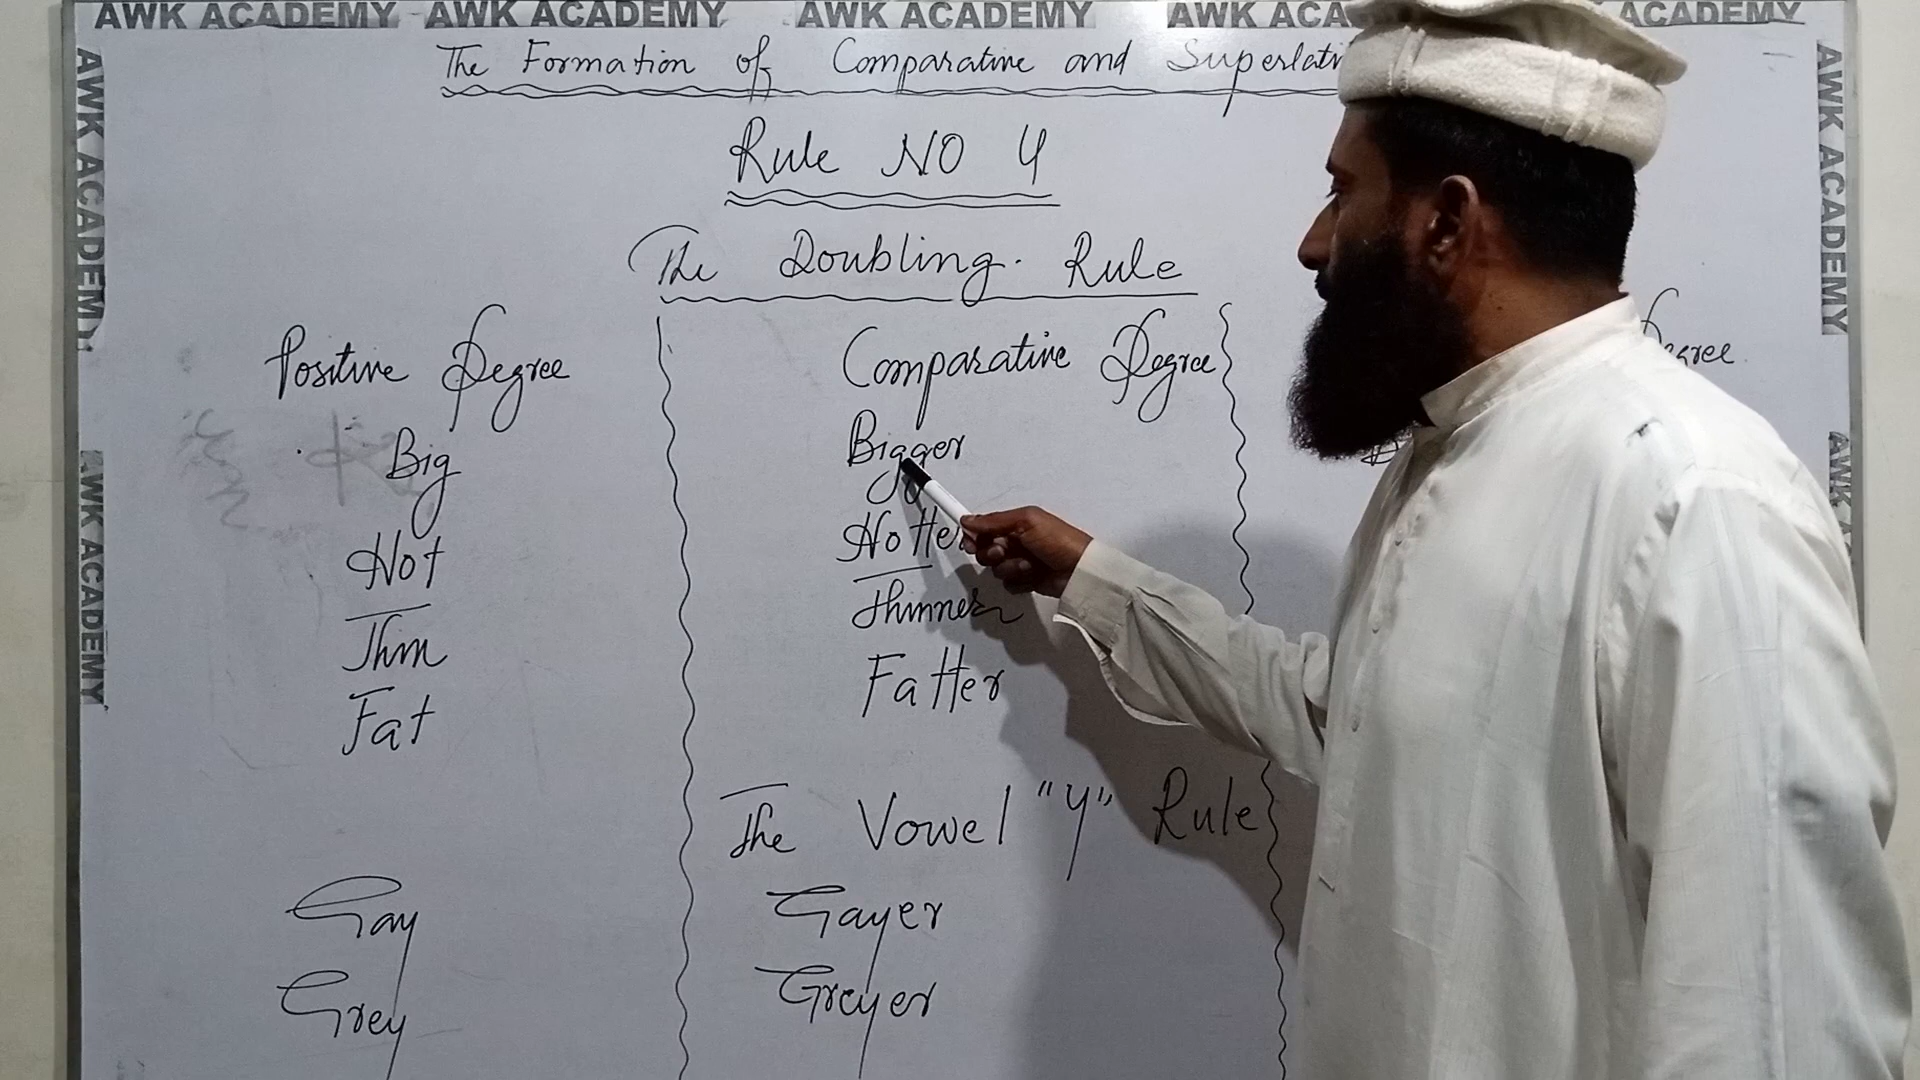 AWK ACADEMY AWK ACADEMY AWK ACADEMY AWK ACADEMY
AWK ACADEMY
AWK ACADEMY
AWK ACADEMY
AWK
The Formation of Comparative and Superlati
Rule NO 4
The Doubling Rule
Positive Degree Comparative Degree egree
Big Bigger
Hot Hotter
Thin Thinner
Fat Fatter
The Vowel "Y" Rule
Gay Gayer
Grey Greyer